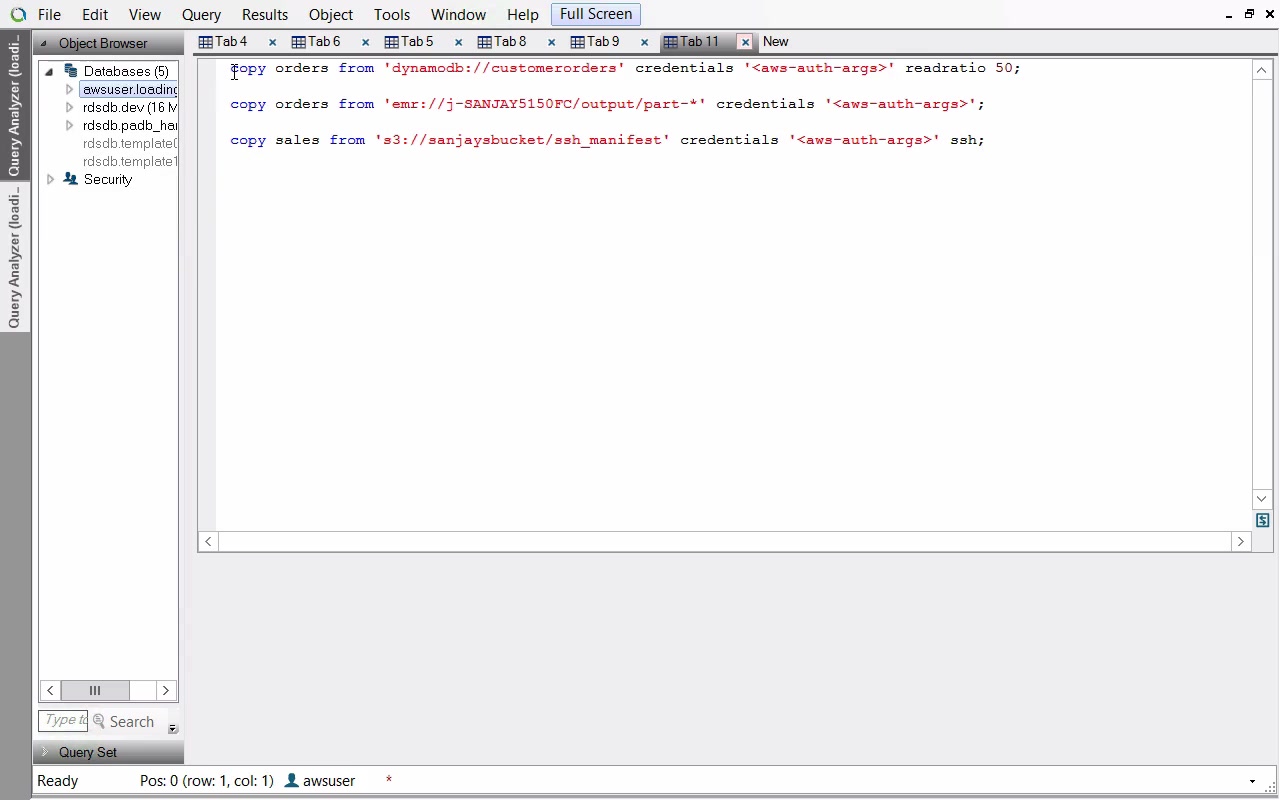 File Edit View Query Results Object Tools Window Help Full Screen
Query Analyzer (loadi...
Query Analyzer (loadi...
Object Browser
Databases (5)
awsuser.loading
rdsdb.dev (16 M
rdsdb.padb_har
rdsdb.template0
rdsdb.template1
Security
Type to Search
Query Set
Tab 4 Tab 6 Tab 5 Tab 8 Tab 9 Tab 11 New
copy orders from 'dynamodb://customerorders' credentials '<aws-auth-args>' readratio 50;
copy orders from 'emr://j-SANJAY5150FC/output/part-*' credentials '<aws-auth-args>';
copy sales from 's3://sanjaysbucket/ssh_manifest' credentials '<aws-auth-args>' ssh;
Ready Pos: 0 (row: 1, col: 1) awsuser *